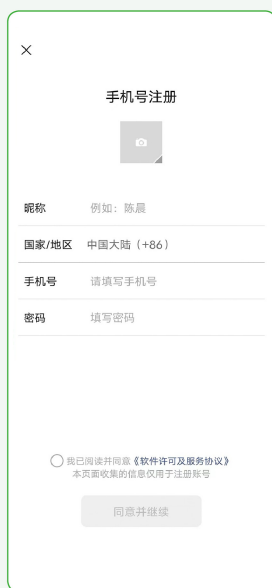 手机号注册
昵称 例如：陈晨
国家/地区 中国大陆（+86）
手机号 请填写手机号
密码 填写密码
我已阅读并同意《软件许可及服务协议》
本页面收集的信息仅用于注册账号
同意并继续